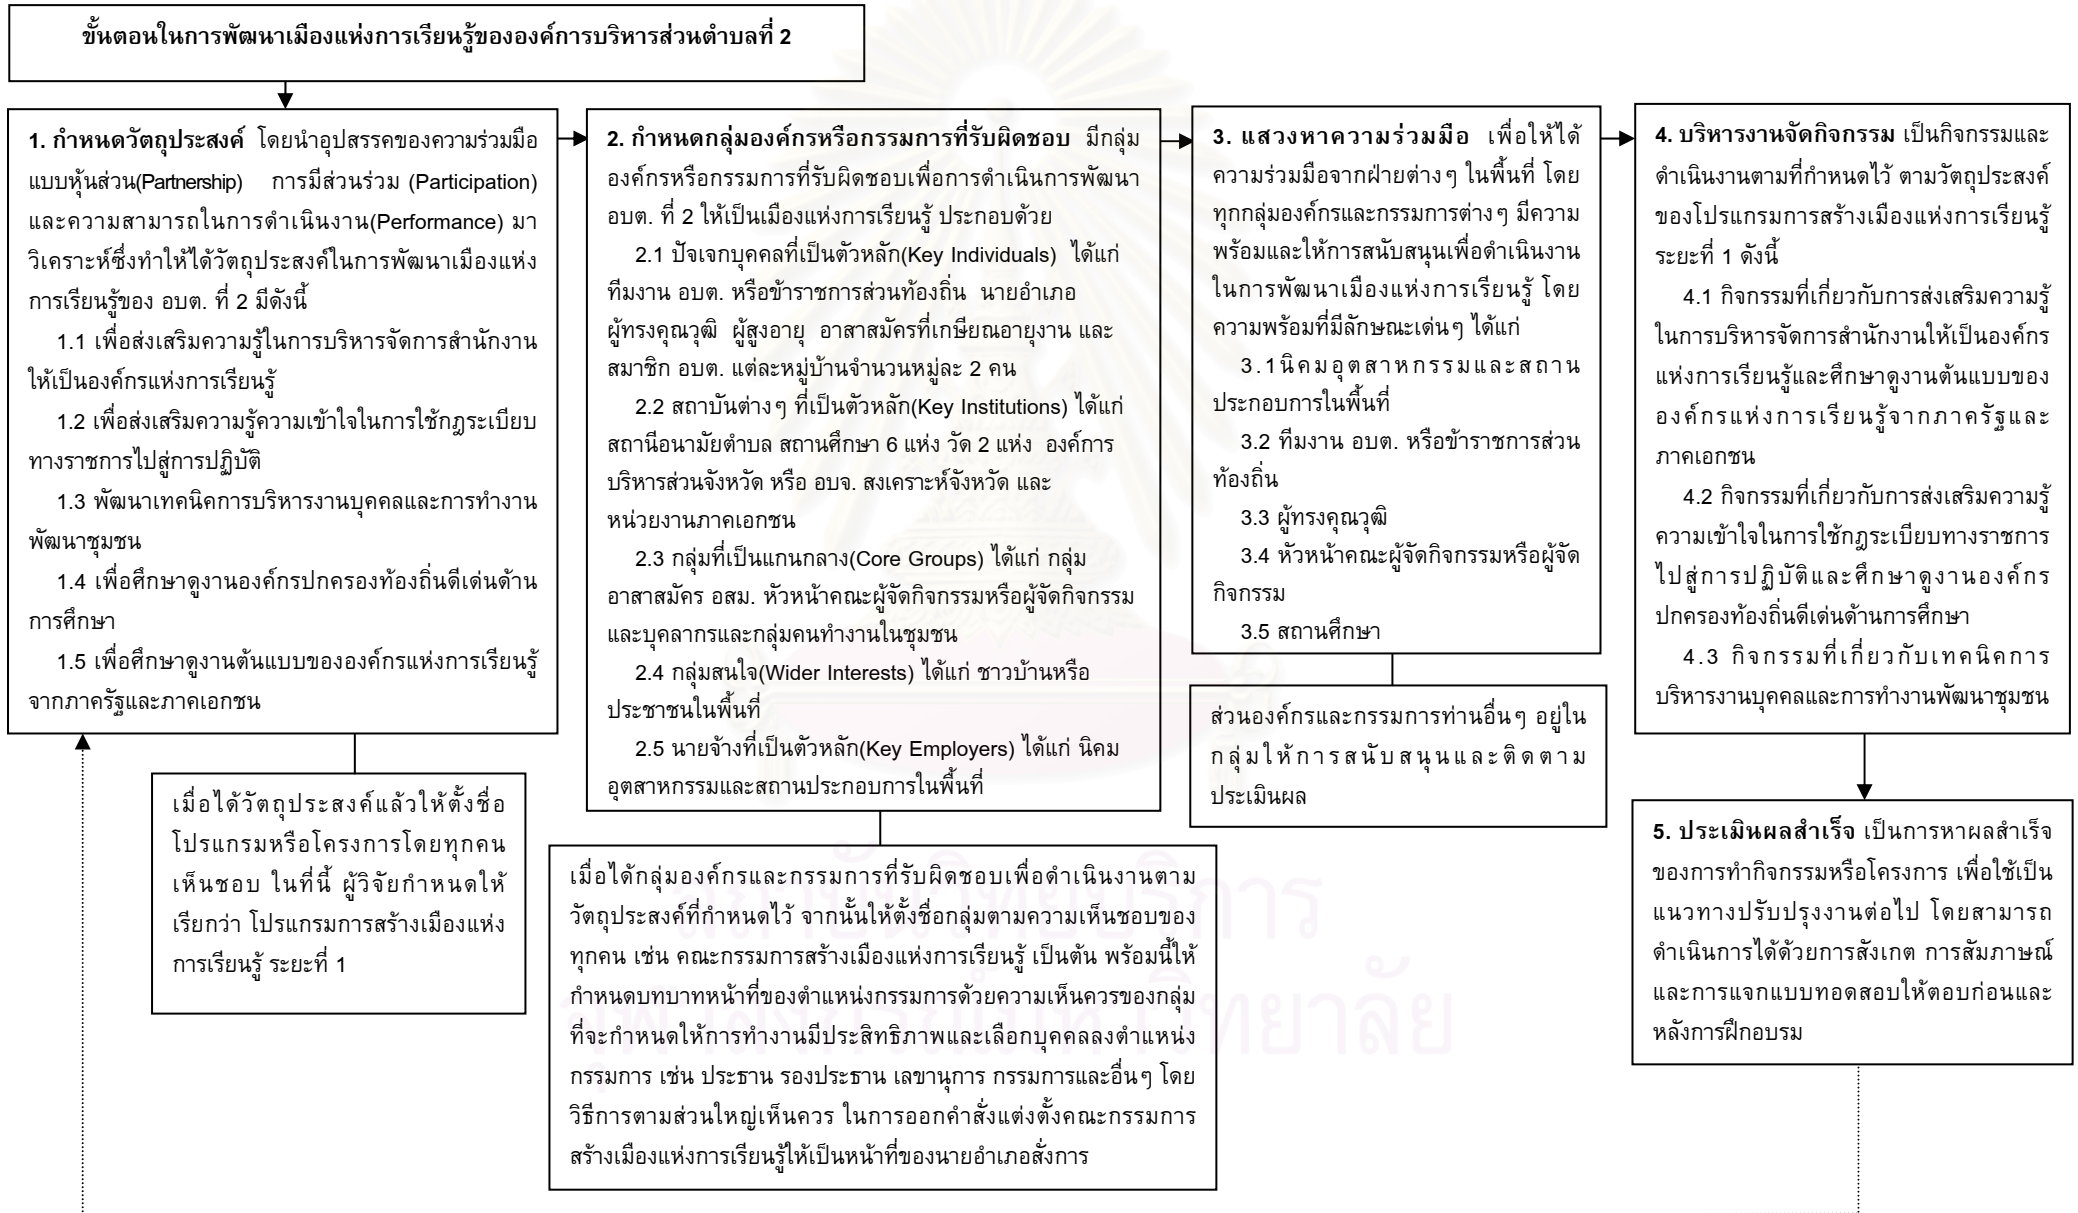 ขั้นตอนในการพัฒนาเมืองแห่งการเรียนรู้ขององค์การบริหารส่วนตำบลที่ 2
1. กำหนดวัตถุประสงค์ โดยนำอุปสรรคของความร่วมมือ
แบบหุ้นส่วน(Partnership) การมีส่วนร่วม (Participation)
และความสามารถในการดำเนินงาน(Performance) มา
วิเคราะห์ซึ่งทำให้ได้วัตถุประสงค์ในการพัฒนาเมืองแห่ง
การเรียนรู้ของ อบต. ที่ 2 มีดังนี้
1.1 เพื่อส่งเสริมความรู้ในการบริหารจัดการสำนักงาน
ให้เป็นองค์กรแห่งการเรียนรู้
1.2 เพื่อส่งเสริมความรู้ความเข้าใจในการใช้กฎระเบียบ
ทางราชการไปสู่การปฏิบัติ
1.3 พัฒนาเทคนิคการบริหารงานบุคคลและการทำงาน
พัฒนาชุมชน
1.4 เพื่อศึกษาดูงานองค์กรปกครองท้องถิ่นดีเด่นด้าน
การศึกษา
1.5 เพื่อศึกษาดูงานต้นแบบขององค์กรแห่งการเรียนรู้
จากภาครัฐและภาคเอกชน
เมื่อได้วัตถุประสงค์แล้วให้ตั้งชื่อ
โปรแกรมหรือโครงการโดยทุกคน
เห็นชอบ ในที่นี้ ผู้วิจัยกำหนดให้
เรียกว่า โปรแกรมการสร้างเมืองแห่ง
การเรียนรู้ ระยะที่ 1
2. กำหนดกลุ่มองค์กรหรือกรรมการที่รับผิดชอบ มีกลุ่ม
องค์กรหรือกรรมการที่รับผิดชอบเพื่อการดำเนินการพัฒนา
อบต. ที่ 2 ให้เป็นเมืองแห่งการเรียนรู้ ประกอบด้วย
2.1 ปัจเจกบุคคลที่เป็นตัวหลัก(Key Individuals) ได้แก่
ทีมงาน อบต. หรือข้าราชการส่วนท้องถิ่น นายอำเภอ
ผู้ทรงคุณวุฒิ ผู้สูงอายุ อาสาสมัครที่เกษียณอายุงาน และ
สมาชิก อบต. แต่ละหมู่บ้านจำนวนหมู่ละ 2 คน
2.2 สถาบันต่างๆ ที่เป็นตัวหลัก(Key Institutions) ได้แก่
สถานีอนามัยตำบล สถานศึกษา 6 แห่ง วัด 2 แห่ง องค์การ
บริหารส่วนจังหวัด หรือ อบจ. สงเคราะห์จังหวัด และ
หน่วยงานภาคเอกชน
2.3 กลุ่มที่เป็นแกนกลาง(Core Groups) ได้แก่ กลุ่ม
อาสาสมัคร อสม. หัวหน้าคณะผู้จัดกิจกรรมหรือผู้จัดกิจกรรม
และบุคลากรและกลุ่มคนทำงานในชุมชน
2.4 กลุ่มสนใจ(Wider Interests) ได้แก่ ชาวบ้านหรือ
ประชาชนในพื้นที่
2.5 นายจ้างที่เป็นตัวหลัก(Key Employers) ได้แก่ นิคม
อุตสาหกรรมและสถานประกอบการในพื้นที่
เมื่อได้กลุ่มองค์กรและกรรมการที่รับผิดชอบเพื่อดำเนินงานตาม
วัตถุประสงค์ที่กำหนดไว้ จากนั้นให้ตั้งชื่อกลุ่มตามความเห็นชอบของ
ทุกคน เช่น คณะกรรมการสร้างเมืองแห่งการเรียนรู้ เป็นต้น พร้อมนี้ให้
กำหนดบทบาทหน้าที่ของตำแหน่งกรรมการด้วยความเห็นควรของกลุ่ม
ที่จะกำหนดให้การทำงานมีประสิทธิภาพและเลือกบุคคลลงตำแหน่ง
กรรมการ เช่น ประธาน รองประธาน เลขานุการ กรรมการและอื่นๆ โดย
วิธีการตามส่วนใหญ่เห็นควร ในการออกคำสั่งแต่งตั้งคณะกรรมการ
สร้างเมืองแห่งการเรียนรู้ให้เป็นหน้าที่ของนายอำเภอสั่งการ
3. แสวงหาความร่วมมือ เพื่อให้ได้
ความร่วมมือจากฝ่ายต่างๆ ในพื้นที่ โดย
ทุกกลุ่มองค์กรและกรรมการต่างๆ มีความ
พร้อมและให้การสนับสนุนเพื่อดำเนินงาน
ในการพัฒนาเมืองแห่งการเรียนรู้ โดย
ความพร้อมที่มีลักษณะเด่นๆ ได้แก่
3.1นิคมอุตสาหกรรมและสถาน
ประกอบการในพื้นที่
3.2 ทีมงาน อบต. หรือข้าราชการส่วน
ท้องถิ่น
3.3 ผู้ทรงคุณวุฒิ
3.4 หัวหน้าคณะผู้จัดกิจกรรมหรือผู้จัด
กิจกรรม
3.5 สถานศึกษา
ส่วนองค์กรและกรรมการท่านอื่นๆ อยู่ใน
กลุ่มให้การสนับสนุนและติดตาม
ประเมินผล
4. บริหารงานจัดกิจกรรม เป็นกิจกรรมและ
ดำเนินงานตามที่กำหนดไว้ ตามวัตถุประสงค์
ของโปรแกรมการสร้างเมืองแห่งการเรียนรู้
ระยะที่ 1 ดังนี้
4.1 กิจกรรมที่เกี่ยวกับการส่งเสริมความรู้
ในการบริหารจัดการสำนักงานให้เป็นองค์กร
แห่งการเรียนรู้และศึกษาดูงานต้นแบบของ
องค์กรแห่งการเรียนรู้จากภาครัฐและ
ภาคเอกชน
4.2 กิจกรรมที่เกี่ยวกับการส่งเสริมความรู้
ความเข้าใจในการใช้กฎระเบียบทางราชการ
ไปสู่การปฏิบัติและศึกษาดูงานองค์กร
ปกครองท้องถิ่นดีเด่นด้านการศึกษา
4.3 กิจกรรมที่เกี่ยวกับเทคนิคการ
บริหารงานบุคคลและการทำงานพัฒนาชุมชน
5. ประเมินผลสำเร็จ เป็นการหาผลสำเร็จ
ของการทำกิจกรรมหรือโครงการ เพื่อใช้เป็น
แนวทางปรับปรุงงานต่อไป โดยสามารถ
ดำเนินการได้ด้วยการสังเกต การสัมภาษณ์
และการแจกแบบทอดสอบให้ตอบก่อนและ
หลังการฝึกอบรม
สถาบันวิทยบริการ
จุฬาลงกรณ์มหาวิทยาลัย